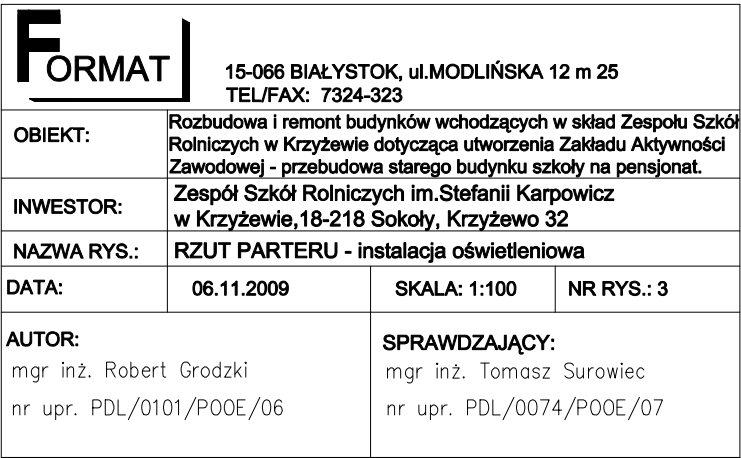 FORMAT
15-066 BIAŁYSTOK, ul.MODLIŃSKA 12 m 25
TEL/FAX: 7324-323
OBIEKT:
Rozbudowa i remont budynków wchodzących w skład Zespołu Szkół
Rolniczych w Krzyżewie dotycząca utworzenia Zakładu Aktywności
Zawodowej - przebudowa starego budynku szkoły na pensjonat.
INWESTOR:
Zespół Szkół Rolniczych im.Stefanii Karpowicz
w Krzyżewie,18-218 Sokoły, Krzyżewo 32
NAZWA RYS.: RZUT PARTERU - instalacja oświetleniowa
DATA: 06.11.2009 SKALA: 1:100 NR RYS.: 3
AUTOR:
mgr inż. Robert Grodzki
nr upr. PDL/0101/POOE/06
SPRAWDZAJĄCY:
mgr inż. Tomasz Surowiec
nr upr. PDL/0074/POOE/07